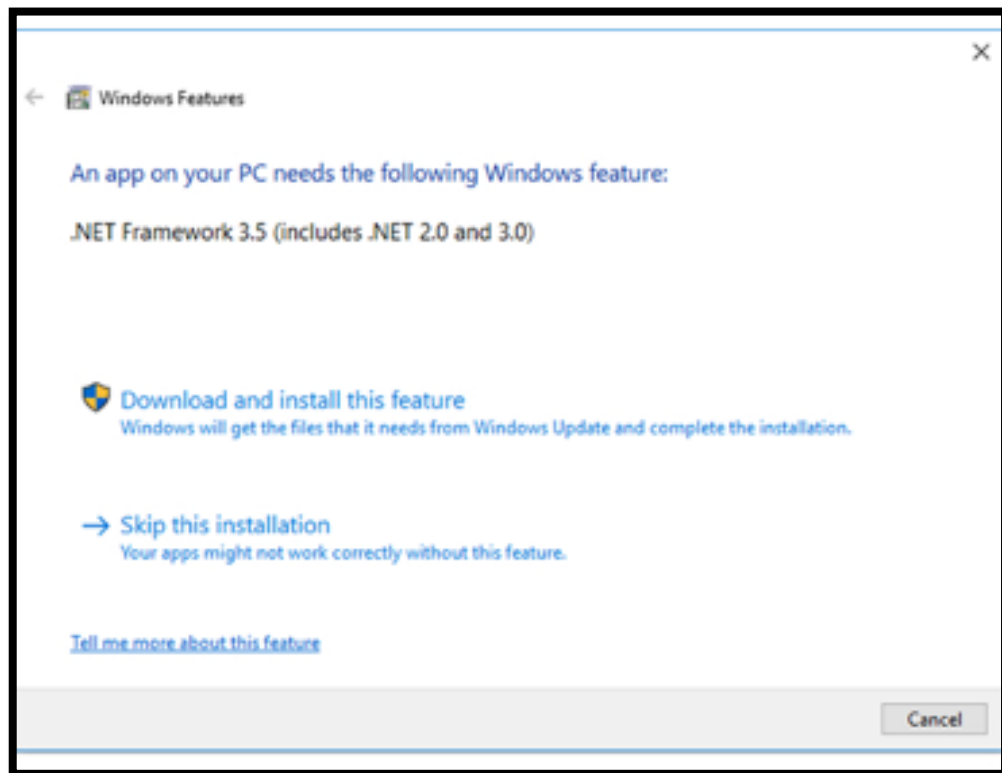 Windows Features
An app on your PC needs the following Windows feature:
.NET Framework 3.5 (includes .NET 2.0 and 3.0)
Download and install this feature
Windows will get the files that it needs from Windows Update and complete the installation.
Skip this installation
Your apps might not work correctly without this feature.
Tell me more about this feature
Cancel